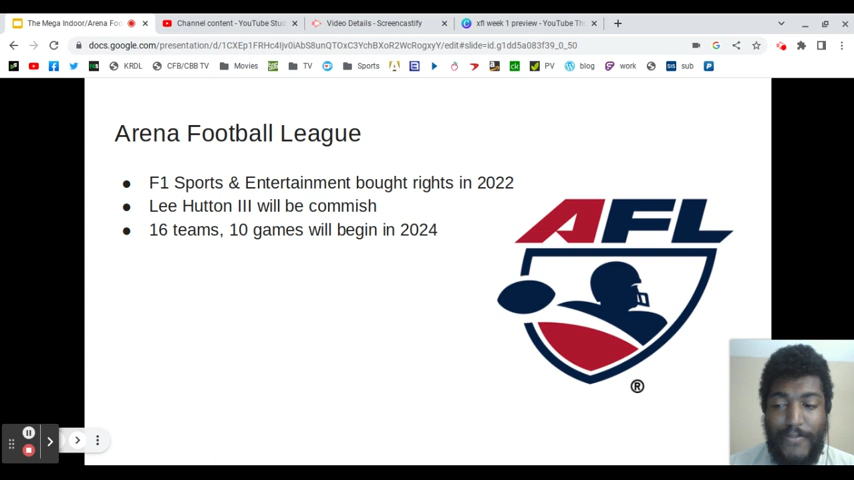 The Mega Indoor/Arena Foo
Channel content - YouTube Stud
Video Details - Screencastify
xfl week 1 preview - YouTube Th
docs.google.com/presentation/d/1CXEp1FRHc4Ijv0iAbS8unQTOxC3YchBXoR2WcRogxyY/edit#slide=id.g1dd5a083f39_0_50
KRDL
CFB/CBB TV
Movies
TV
Sports
PV
blog
work
sub
Arena Football League
● F1 Sports & Entertainment bought rights in 2022
● Lee Hutton III will be commish
● 16 teams, 10 games will begin in 2024
AFL
®